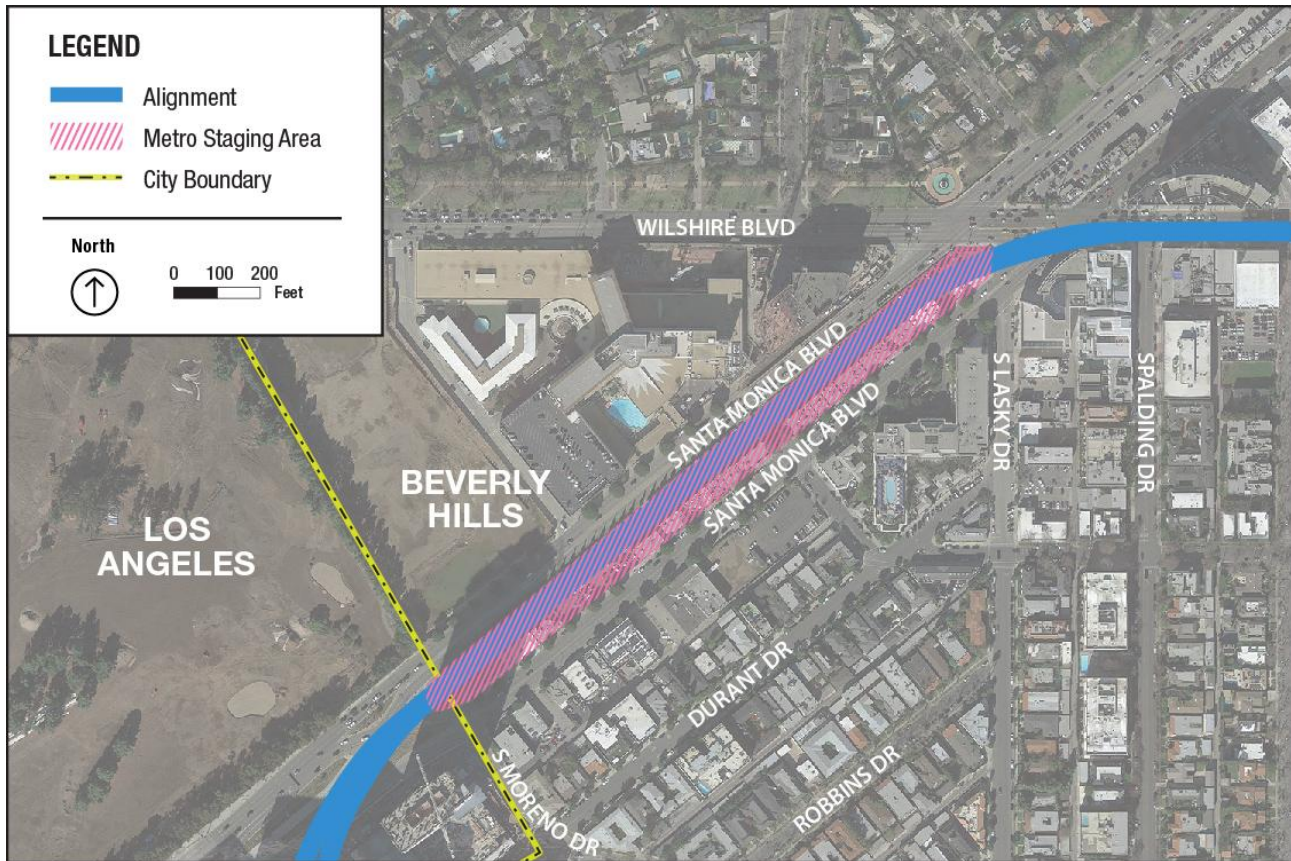 LEGEND
Alignment
Metro Staging Area
City Boundary
North
0 100 200
Feet
WILSHIRE BLVD
SANTA MONICA BLVD
SANTA MONICA BLVD
S LASKY DR
SPALDING DR
BEVERLY
HILLS
LOS
ANGELES
DURANT DR
S MORENO DR
ROBBINS DR